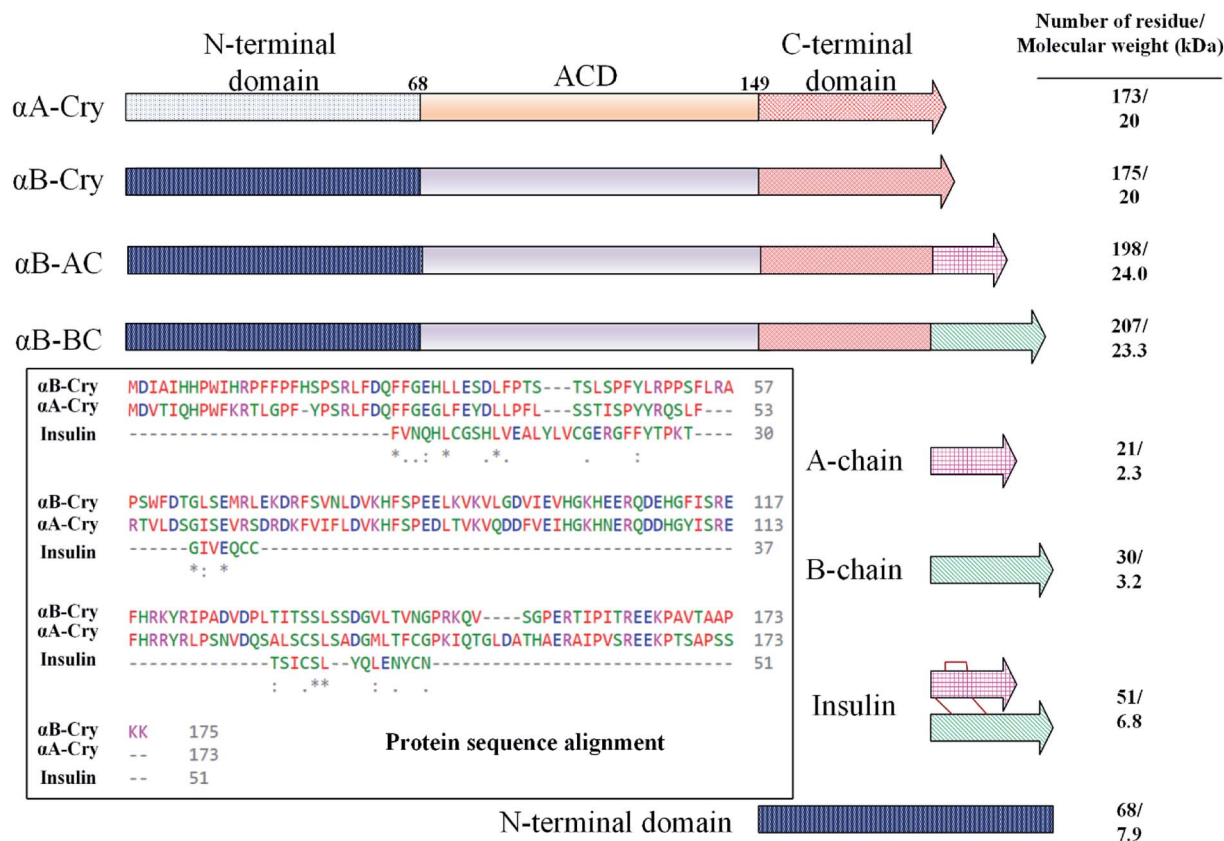 Number of residue/
Molecular weight (kDa)
N-terminal
domain
68
ACD
149
C-terminal
domain
αA-Cry
173/
20
αB-Cry
175/
20
αB-AC
198/
24.0
αB-BC
207/
23.3
αB-Cry MDIAIHHPWIHRPFFPFHSPSRLFDQFFGEHLLESDLFPTS---TSLSPFYLRPPSFLRA 57
αA-Cry MDVTIQHPWFKRTLGPF-YPSRLFDQFFGEGLFEYDLLPFL---SSTISPYYRQSLF--- 53
Insulin -----------------------FVNQHLCGSHLVEALYLVCGERGFFYTPKT---- 30
*..: * .*. . :
αB-Cry PSWFDTGLSEMRLEKDRFSVNLDVKHFSPEELKVKVLGDVIEVHGKHEERQDEHGFISRE 117
αA-Cry RTVLDSGISEVRSDRDKFVIFLDVKHFSPEDLTVKVQDDFVEIHGKHNERQDDHGYISRE 113
Insulin ------GIVEQCC----------------------------------------------- 37
*: *
αB-Cry FHRKYRIPADVDPLTITSSLSSDGVLTVNGPRKQV----SGPERTIPITREEKPAVTAAP 173
αA-Cry FHRRYRLPSNVDQSALSCSLSADGMLTFCGPKIQTGLDATHAERAIPVSREEKPTSAPSS 173
Insulin --------------TSICSL--YQLENYCN------------------------------ 51
: .** : . .
αB-Cry KK 175
αA-Cry -- 173
Insulin -- 51
Protein sequence alignment
A-chain
21/
2.3
B-chain
30/
3.2
Insulin
51/
6.8
N-terminal domain
68/
7.9